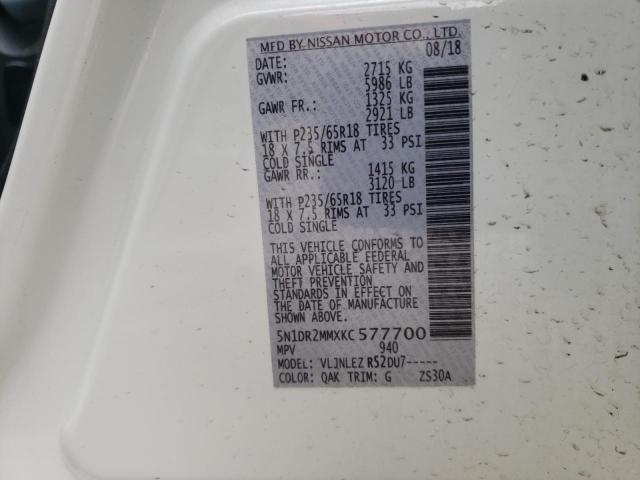 MFD BY NISSAN MOTOR CO., LTD.
DATE: 08/18
GVWR: 2715 KG
5986 LB
GAWR FR.: 1325 KG
2921 LB
WITH P235/65R18 TIRES
18 X 7.5 RIMS AT 33 PSI
COLD SINGLE
GAWR RR.: 1415 KG
3120 LB
WITH P235/65R18 TIRES
18 X 7.5 RIMS AT 33 PSI
COLD SINGLE
THIS VEHICLE CONFORMS TO
ALL APPLICABLE FEDERAL
MOTOR VEHICLE SAFETY AND
THEFT PREVENTION
STANDARDS IN EFFECT ON THE
DATE OF MANUFACTURE
SHOWN ABOVE.
5N1DR2MMXKC 577700
MPV 940
MODEL: VLJNLEZ R52DU7-----
COLOR: QAK TRIM: G ZS30A